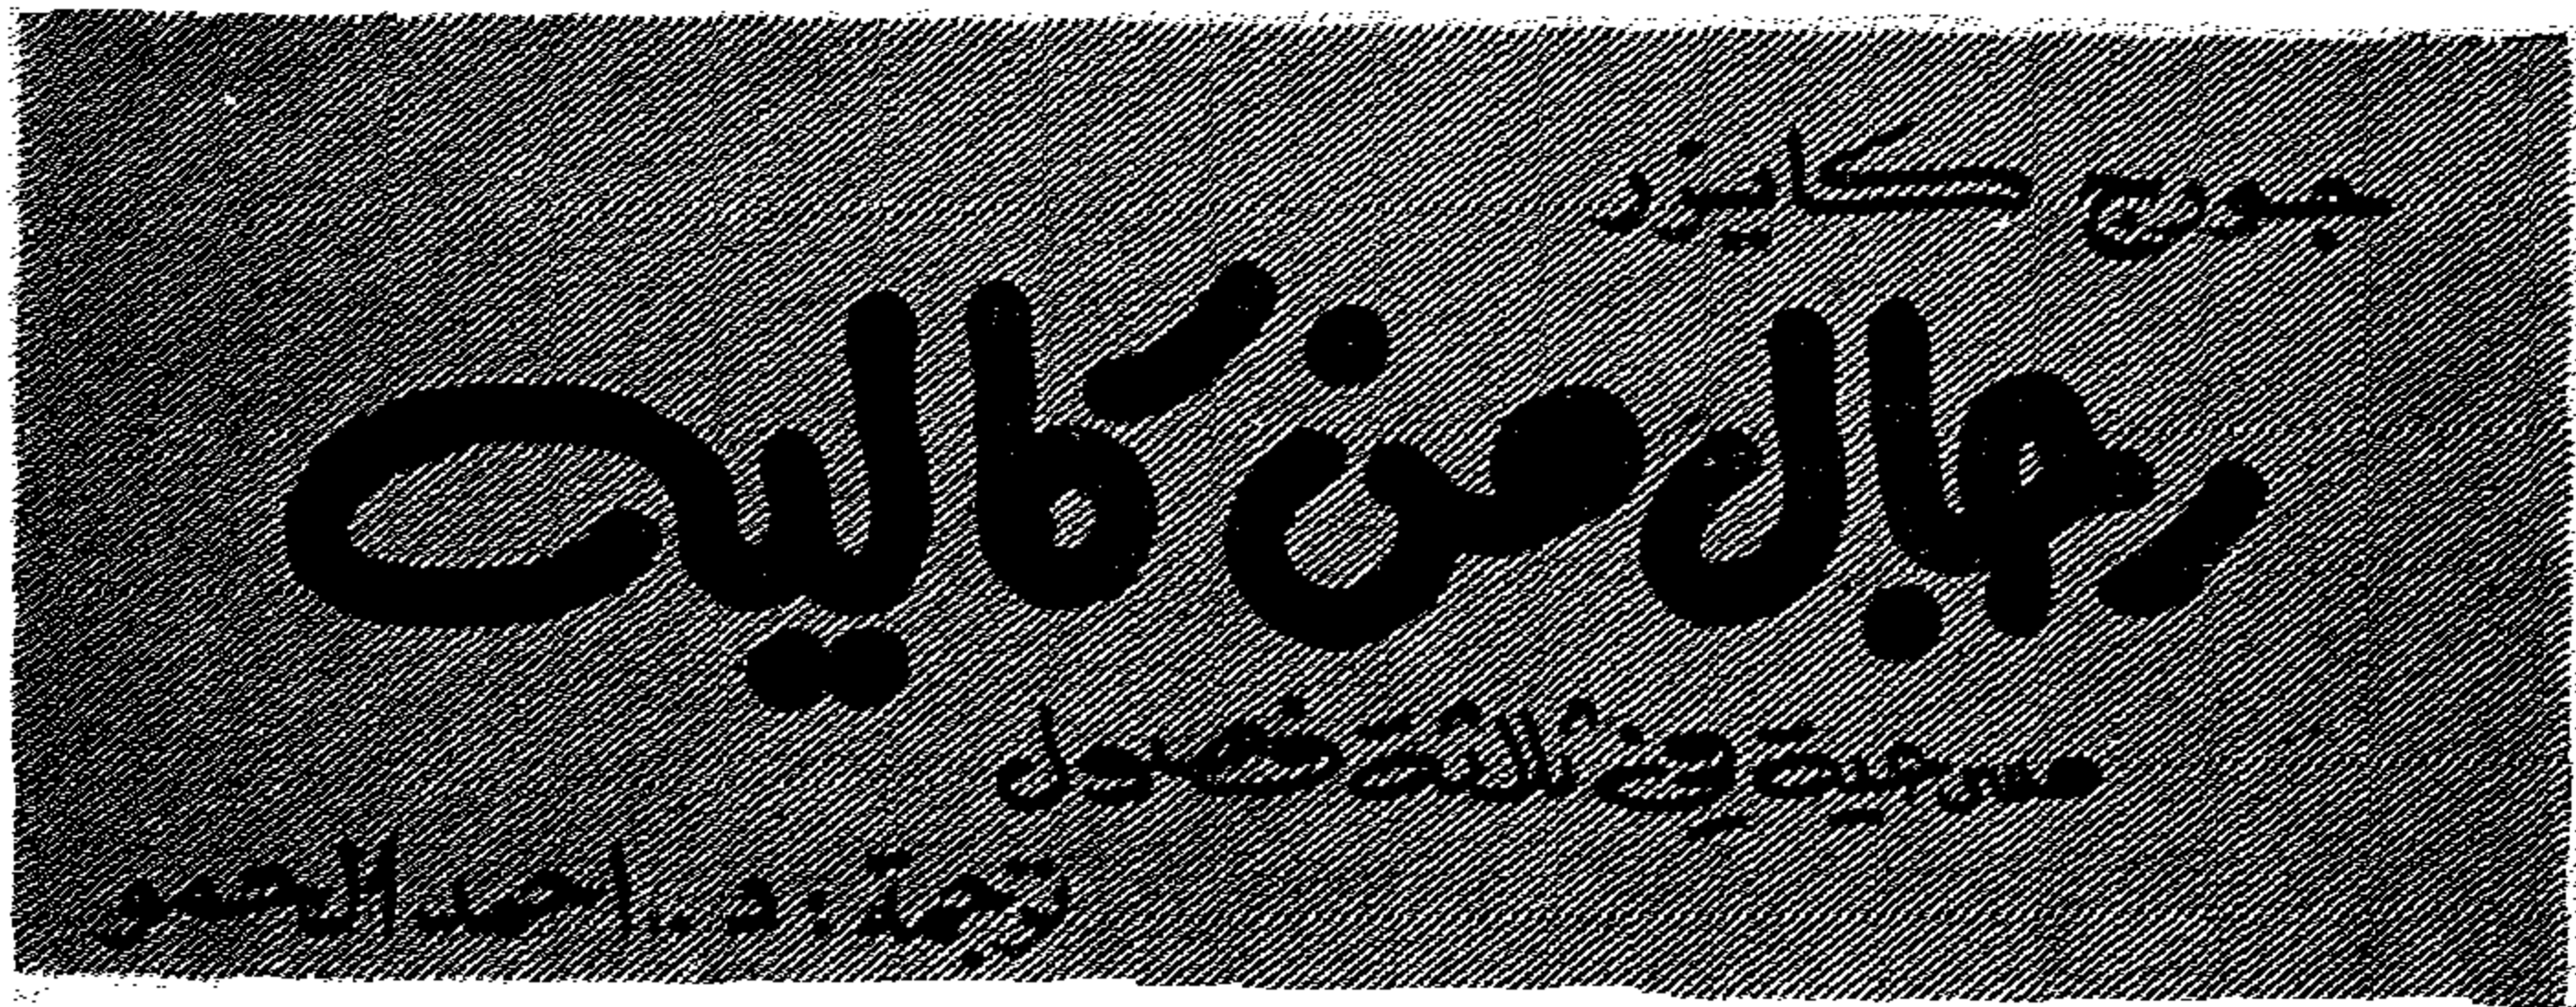 جورج كايزر
رجال من كاليه
مسرحية في ثلاثة فصول
ترجمة: د. احمد الحمو